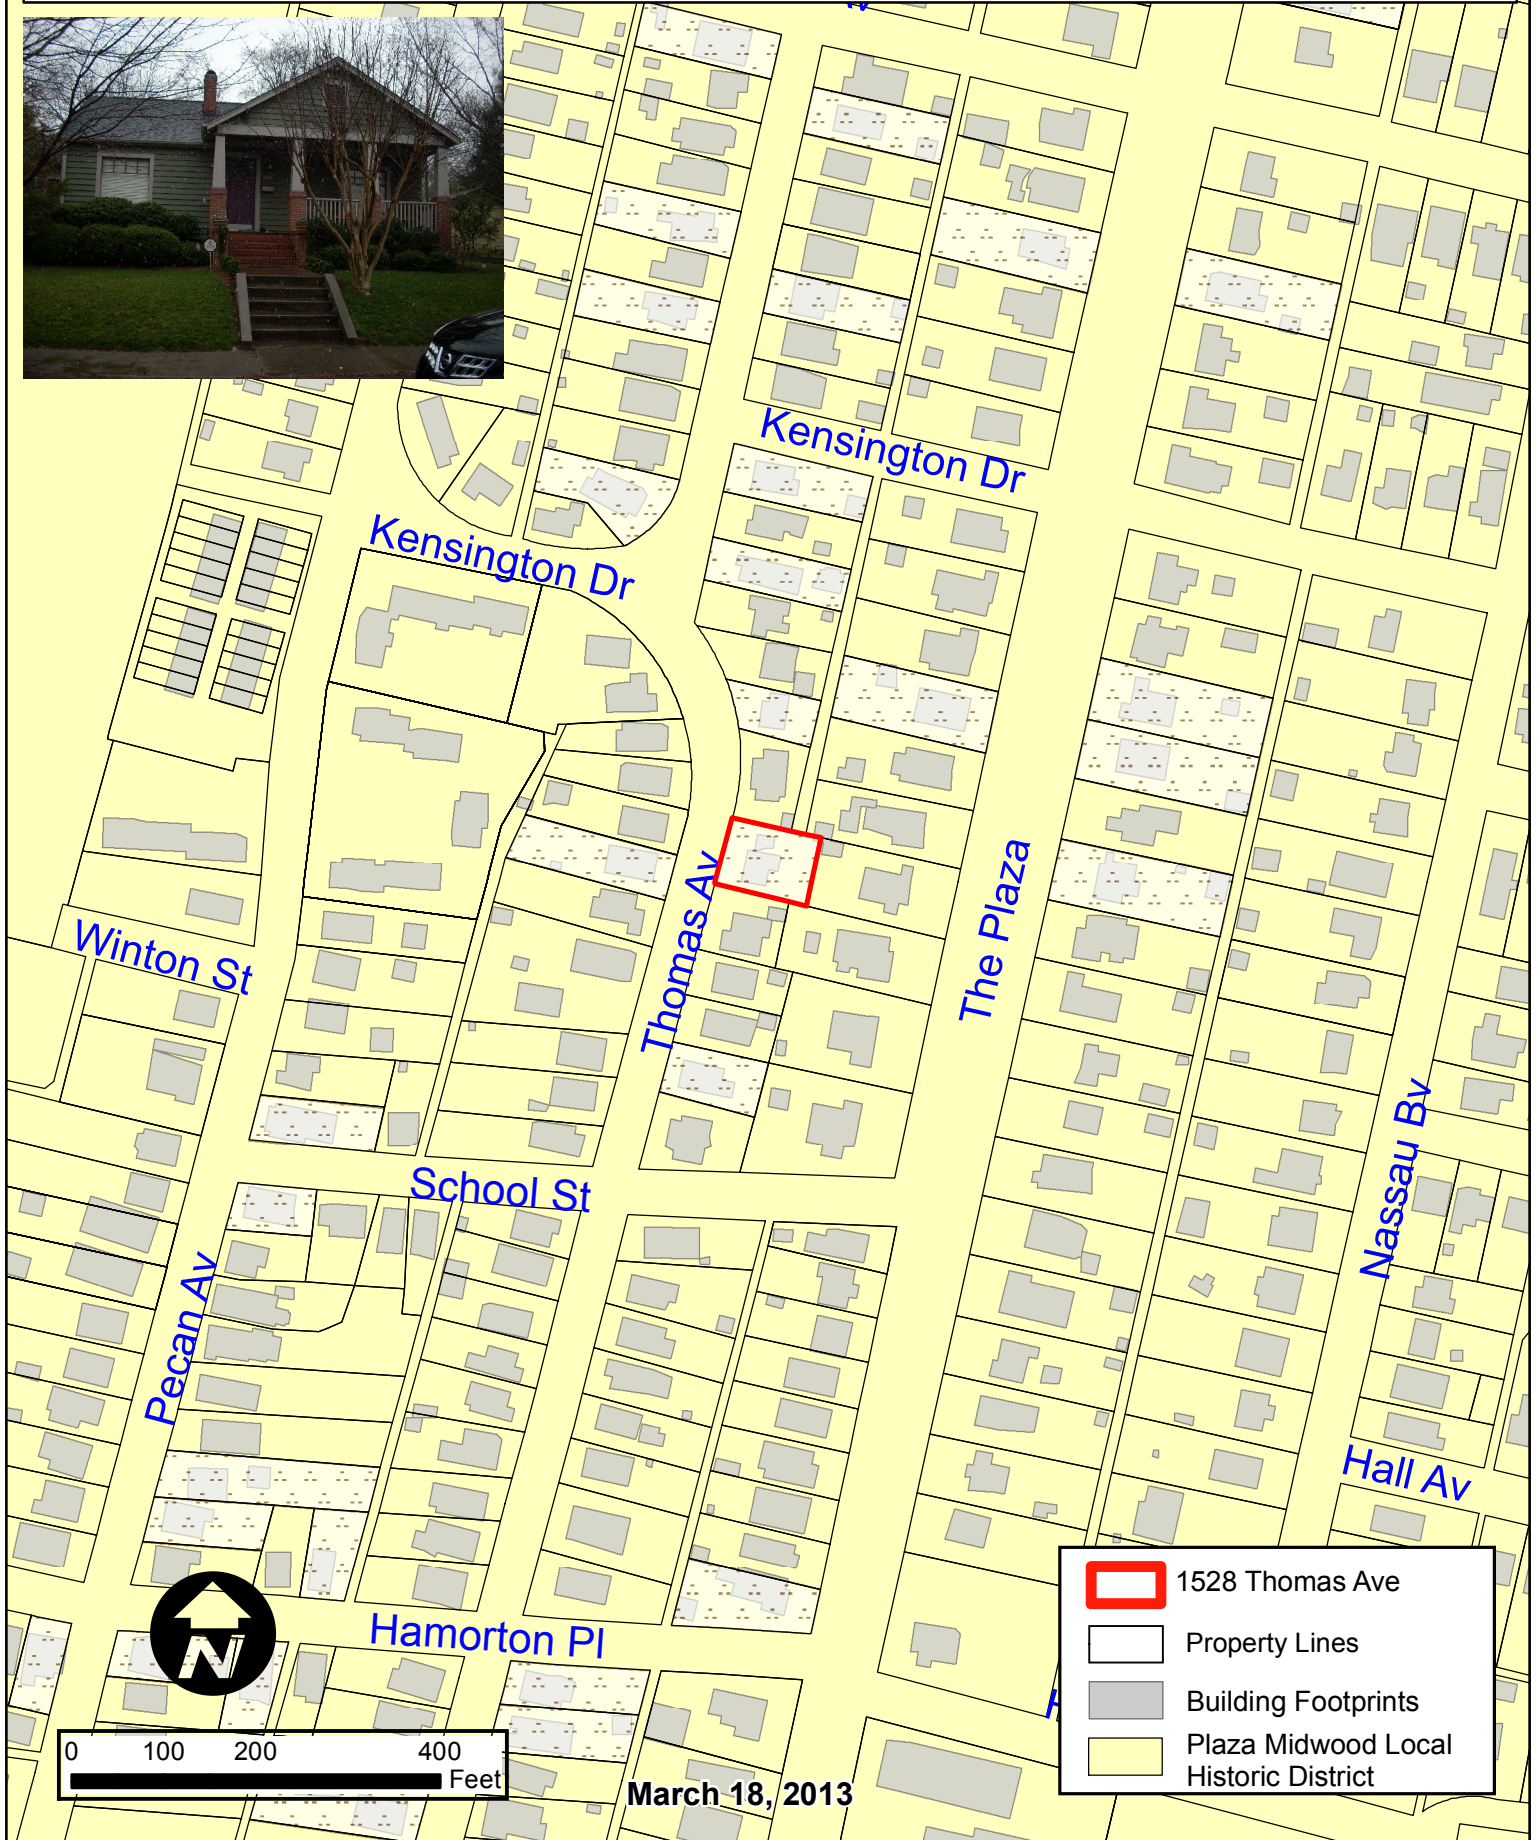 Kensington Dr
Kensington Dr
The Plaza
Thomas Av
Winton St
Nassau Bv
School St
Pecan Av
Hall Av
Hamorton Pl
N
0 100 200 400
Feet
March 18, 2013
1528 Thomas Ave
Property Lines
Building Footprints
Plaza Midwood Local
Historic District